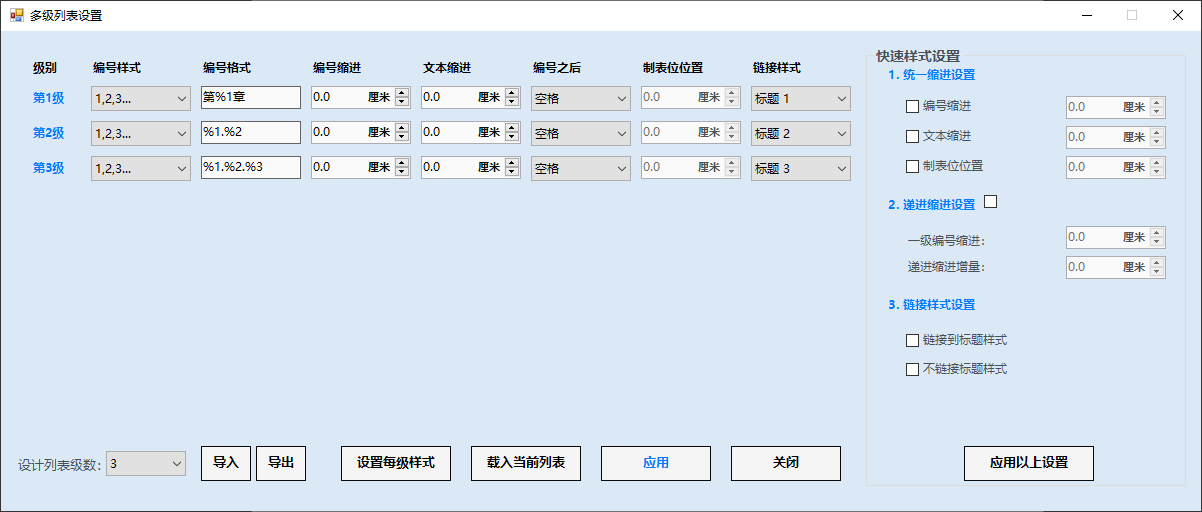 多级列表设置
级别 编号样式 编号格式 编号缩进 文本缩进 编号之后 制表位位置 链接样式
第1级 1,2,3... 第%1章 0.0 厘米 0.0 厘米 空格 0.0 厘米 标题 1
第2级 1,2,3... %1.%2 0.0 厘米 0.0 厘米 空格 0.0 厘米 标题 2
第3级 1,2,3... %1.%2.%3 0.0 厘米 0.0 厘米 空格 0.0 厘米 标题 3
设计列表级数: 3 导入 导出 设置每级样式 载入当前列表 应用 关闭
快速样式设置
1. 统一缩进设置
编号缩进 0.0 厘米
文本缩进 0.0 厘米
制表位位置 0.0 厘米
2. 递进缩进设置
一级编号缩进: 0.0 厘米
递进缩进增量: 0.0 厘米
3. 链接样式设置
链接到标题样式
不链接标题样式
应用以上设置